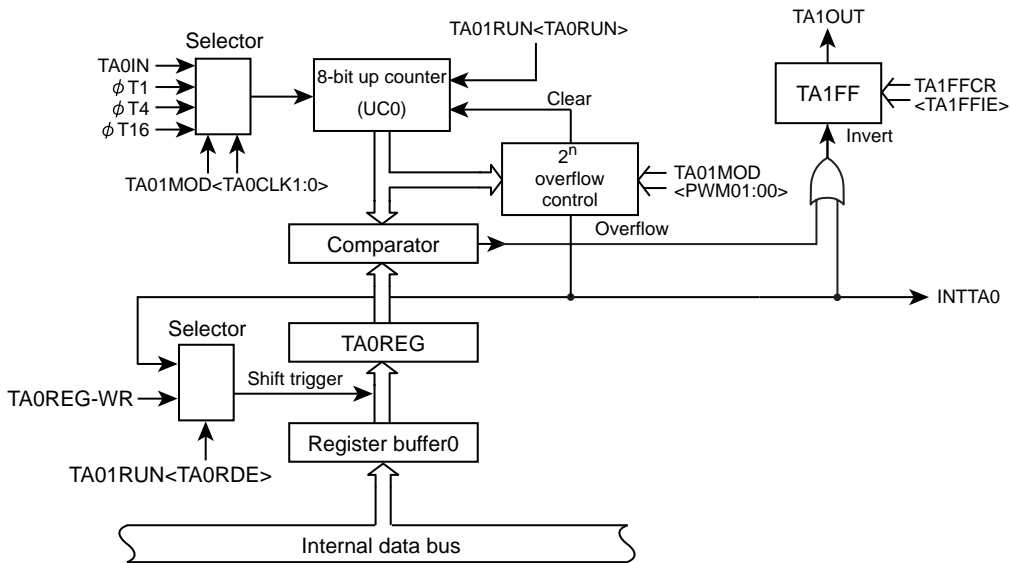 TA1OUT
TA01RUN<TA0RUN>
Selector
TA0IN
ϕT1
ϕT4
ϕT16
8-bit up counter
(UC0)
TA1FF
TA1FFCR
<TA1FFIE>
Clear
Invert
TA01MOD<TA0CLK1:0>
2n
overflow
control
TA01MOD
<PWM01:00>
Comparator
Overflow
INTTA0
Selector
TA0REG
Shift trigger
TA0REG-WR
Register buffer0
TA01RUN<TA0RDE>
Internal data bus